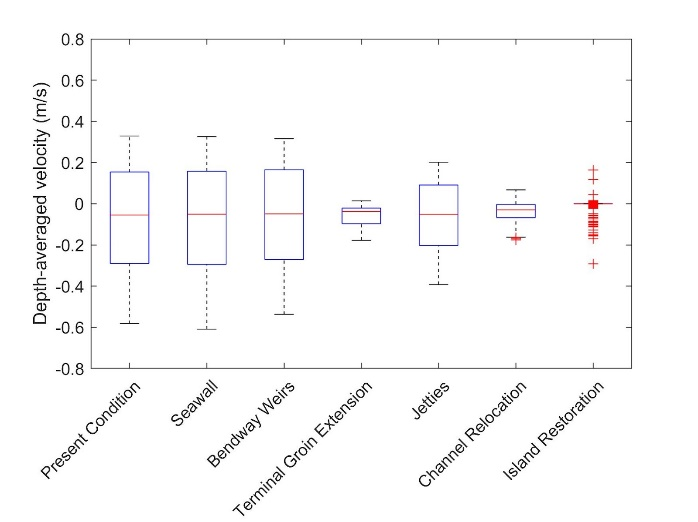 0.8
0.6
0.4
0.2
0
-0.2
-0.4
-0.6
-0.8
Depth-averaged velocity (m/s)
Present Condition
Seawall
Bendway Weirs
Terminal Groin Extension
Jetties
Channel Relocation
Island Restoration